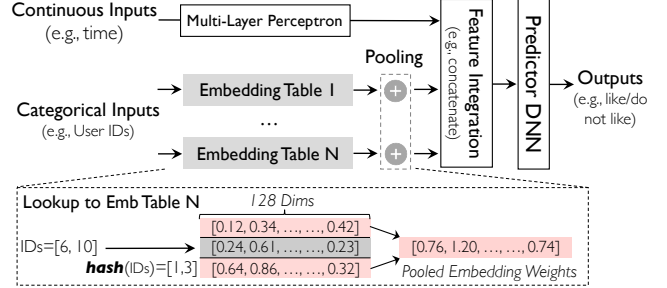 Continuous Inputs
(e.g., time)
Multi-Layer Perceptron
Feature Integration
(e.g., concatenate)
Predictor DNN
Pooling
Embedding Table 1
+
Outputs
(e.g., like/do
not like)
Categorical Inputs
(e.g., User IDs)
...
Embedding Table N
+
Lookup to Emb Table N
128 Dims
[0.12, 0.34, ..., ..., 0.42]
IDs=[6, 10]
[0.24, 0.61, ..., ..., 0.23]
[0.76, 1.20, ..., ..., 0.74]
hash(IDs)=[1,3]
[0.64, 0.86, ..., ..., 0.32]
Pooled Embedding Weights